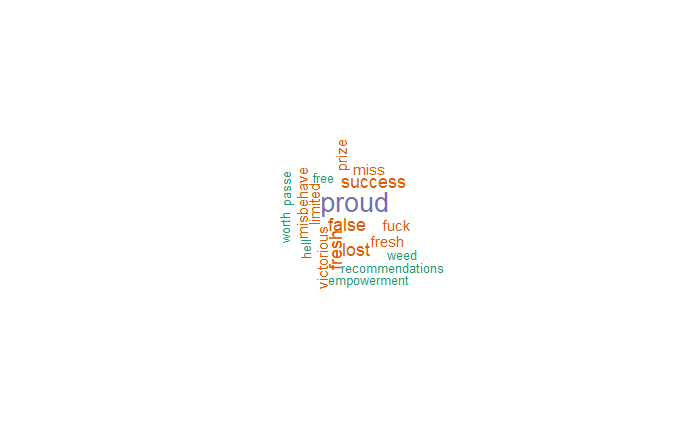 prize
miss
free
success
passe
misbehave
limited
proud
worth
false
fuck
hell
victorious
fresh
fresh
lost
weed
recommendations
empowerment